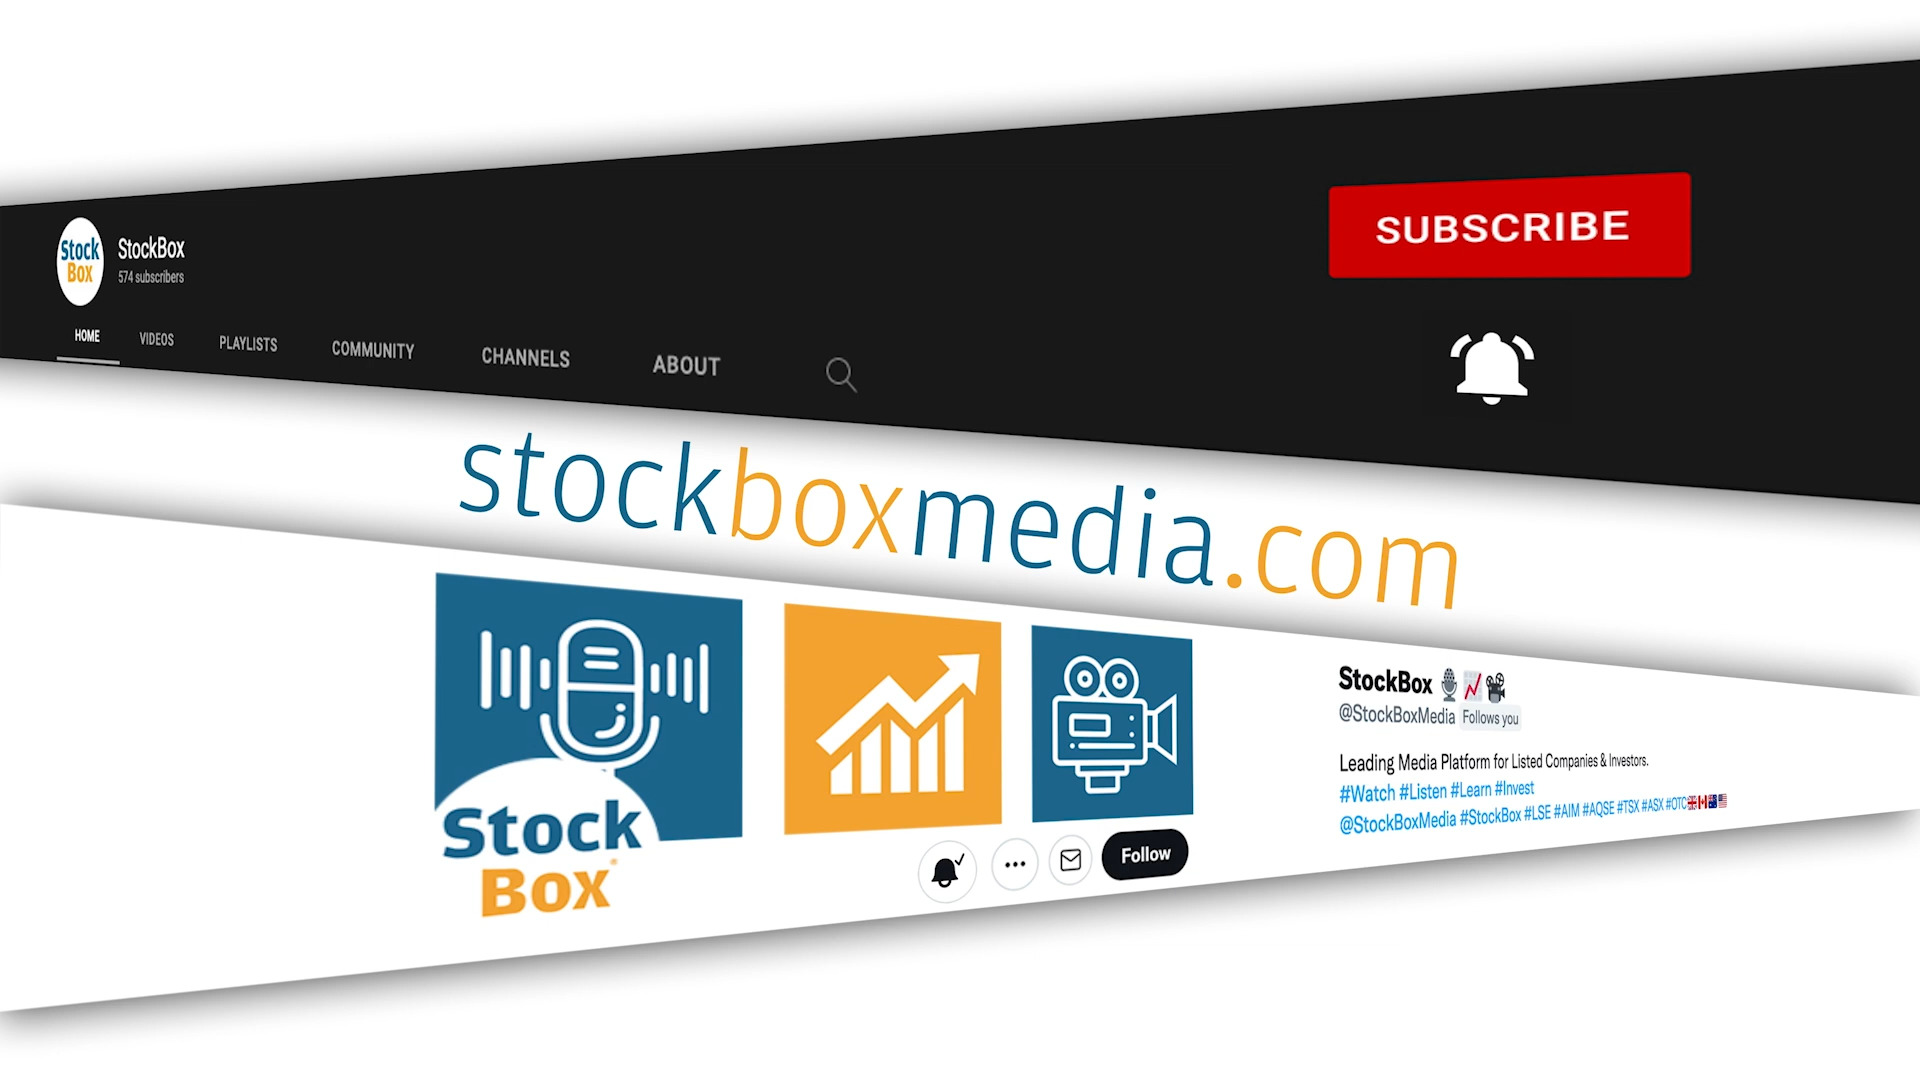 Stock
Box
StockBox
574 subscribers
SUBSCRIBE
HOME VIDEOS PLAYLISTS COMMUNITY CHANNELS ABOUT
stockboxmedia.com
Stock
Box
Follow
StockBox
@StockBoxMedia Follows you
Leading Media Platform for Listed Companies & Investors.
#Watch #Listen #Learn #Invest
@StockBoxMedia #StockBox #LSE #AIM #AQSE #TSX #ASX #OTC